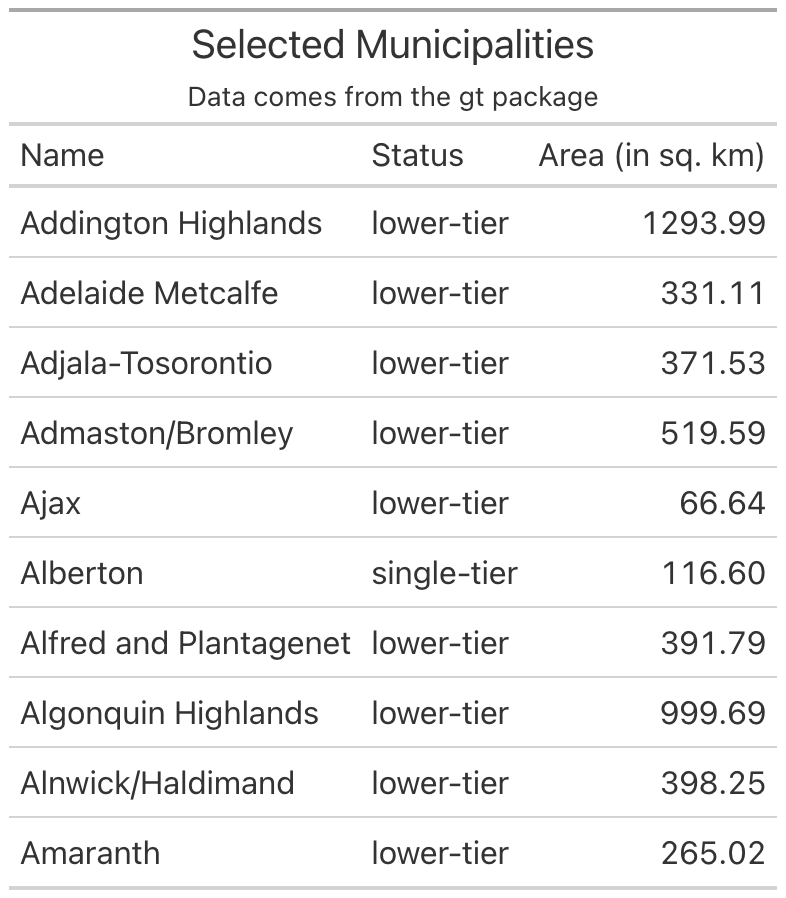 Selected Municipalities
Data comes from the gt package
Name Status Area (in sq. km)
Addington Highlands lower-tier 1293.99
Adelaide Metcalfe lower-tier 331.11
Adjala-Tosorontio lower-tier 371.53
Admaston/Bromley lower-tier 519.59
Ajax lower-tier 66.64
Alberton single-tier 116.60
Alfred and Plantagenet lower-tier 391.79
Algonquin Highlands lower-tier 999.69
Alnwick/Haldimand lower-tier 398.25
Amaranth lower-tier 265.02